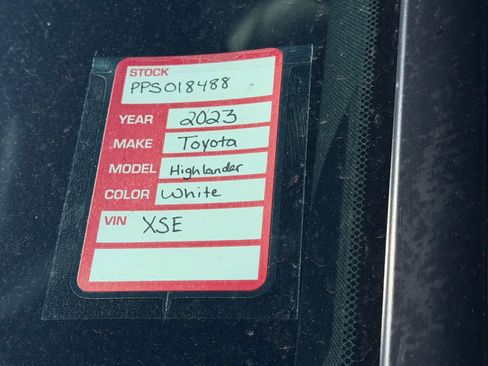 STOCK
PPS018488
YEAR 2023
MAKE Toyota
MODEL Highlander
COLOR White
VIN XSE